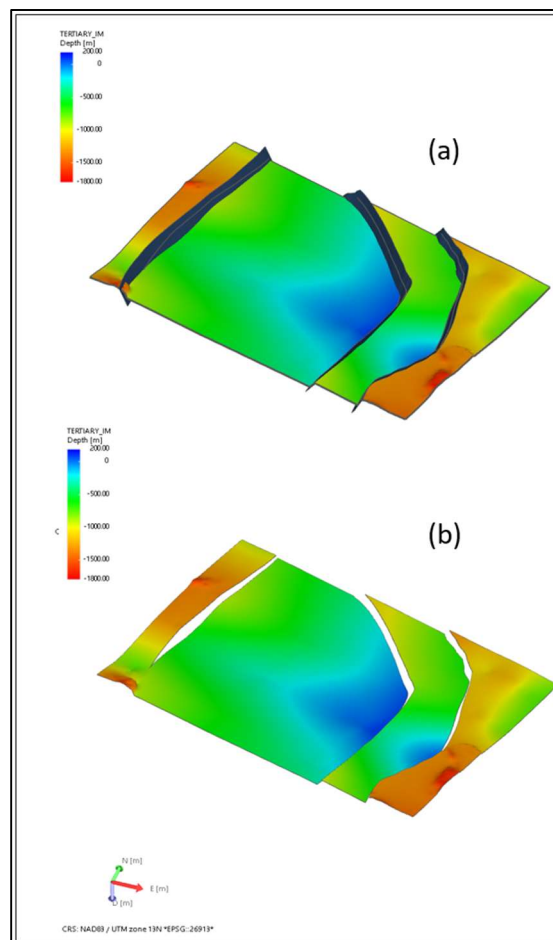 TERTIARY_IM
Depth [m]
200.00
0
-500.00
-1000.00
-1500.00
-1800.00
(a)
TERTIARY_IM
Depth [m]
200.00
0
-500.00
-1000.00
-1500.00
-1800.00
(b)
N [m]
E [m]
D [m]
CRS: NAD83 / UTM zone 13N *EPSG::26913*